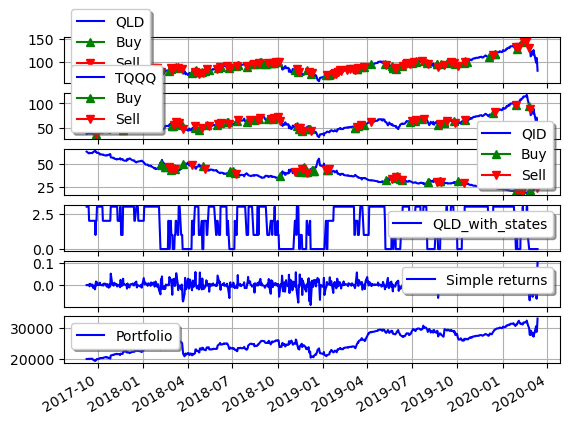 QLD
Buy
Sell
150
100
TQQQ
Buy
Sell
100
50
QID
Buy
Sell
50
25
QLD_with_states
2.5
0.0
Simple returns
0.1
0.0
Portfolio
30000
20000
2017-10
2018-01
2018-04
2018-07
2018-10
2019-01
2019-04
2019-07
2019-10
2020-01
2020-04